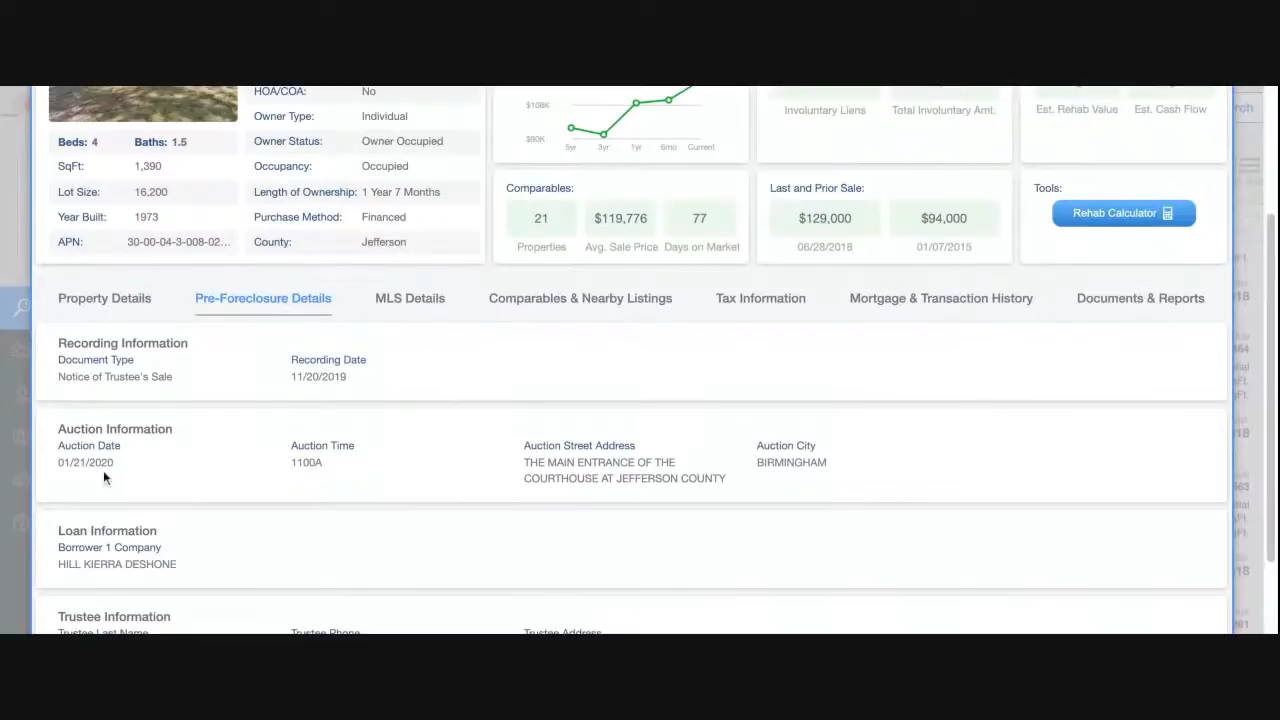 HOA/COA: No
Owner Type: Individual
Beds: 4 Baths: 1.5
Owner Status: Owner Occupied
SqFt: 1,390
Occupancy: Occupied
Lot Size: 16,200
Length of Ownership: 1 Year 7 Months
Year Built: 1973
Purchase Method: Financed
APN: 30-00-04-3-008-02...
County: Jefferson
$108K
$90K
5yr 3yr 1yr 6mo Current
Involuntary Liens Total Involuntary Amt.
Est. Rehab Value Est. Cash Flow
Comparables:
21 $119,776 77
Properties Avg. Sale Price Days on Market
Last and Prior Sale:
$129,000 $94,000
06/28/2018 01/07/2015
Tools:
Rehab Calculator
Property Details Pre-Foreclosure Details MLS Details Comparables & Nearby Listings Tax Information Mortgage & Transaction History Documents & Reports
Recording Information
Document Type Recording Date
Notice of Trustee's Sale 11/20/2019
Auction Information
Auction Date Auction Time Auction Street Address Auction City
01/21/2020 1100A THE MAIN ENTRANCE OF THE BIRMINGHAM
COURTHOUSE AT JEFFERSON COUNTY
Loan Information
Borrower 1 Company
HILL KIERRA DESHONE
Trustee Information
Trustee Last Name Trustee Phone Trustee Address